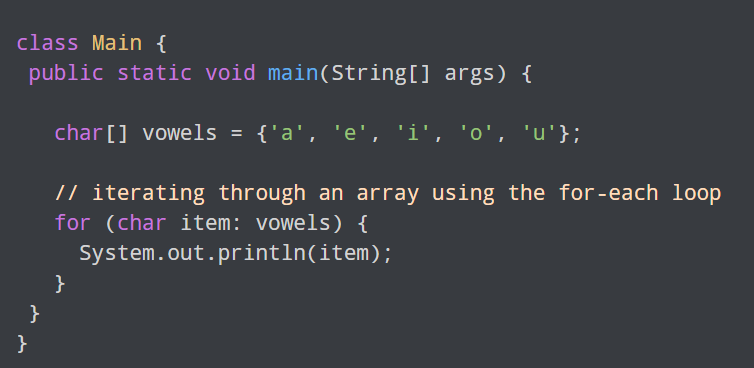 class Main {
 public static void main(String[] args) {

   char[] vowels = {'a', 'e', 'i', 'o', 'u'};

   // iterating through an array using the for-each loop
   for (char item: vowels) {
     System.out.println(item);
   }
 }
}